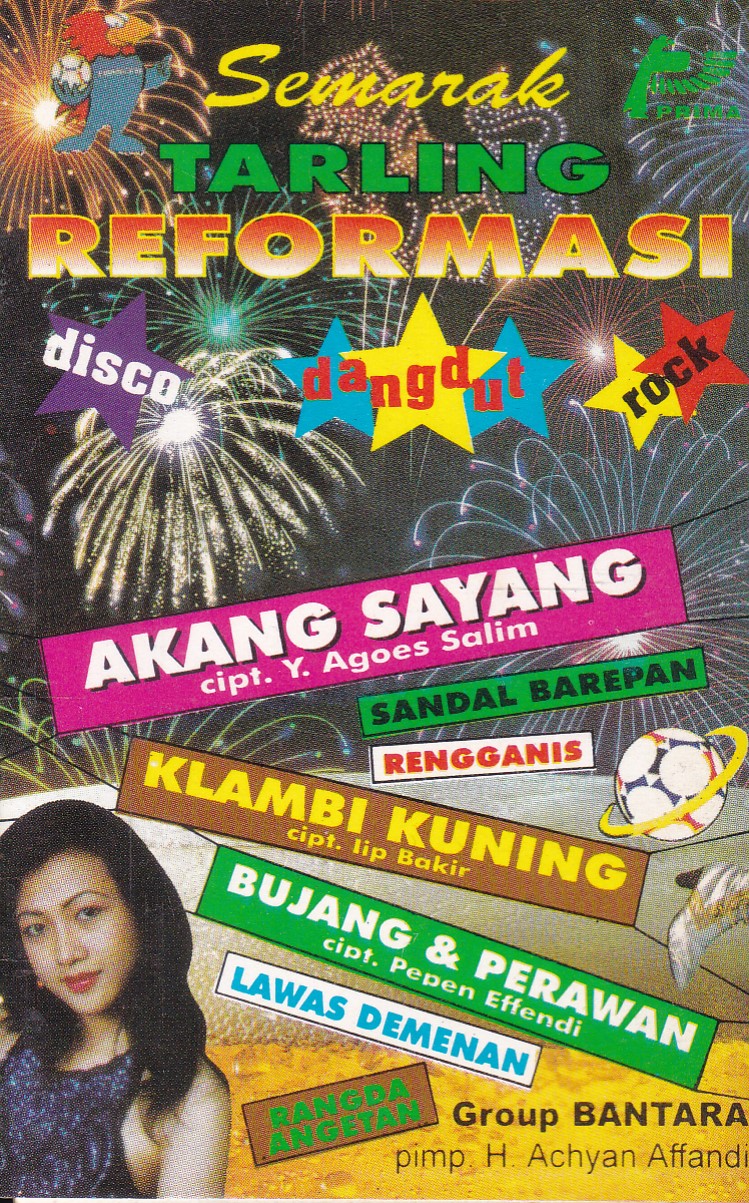 Semarak
PRIMA
TARLING
REFORMASI
disco
dangdut
rock
AKANG SAYANG
cipt. Y. Agoes Salim
SANDAL BAREPAN
RENGGANIS
KLAMBI KUNING
cipt. Iip Bakir
BUJANG & PERAWAN
cipt. Pepen Effendi
LAWAS DEMENAN
RANGDA
ANGETAN
Group BANTARA
pimp. H. Achyan Affandi